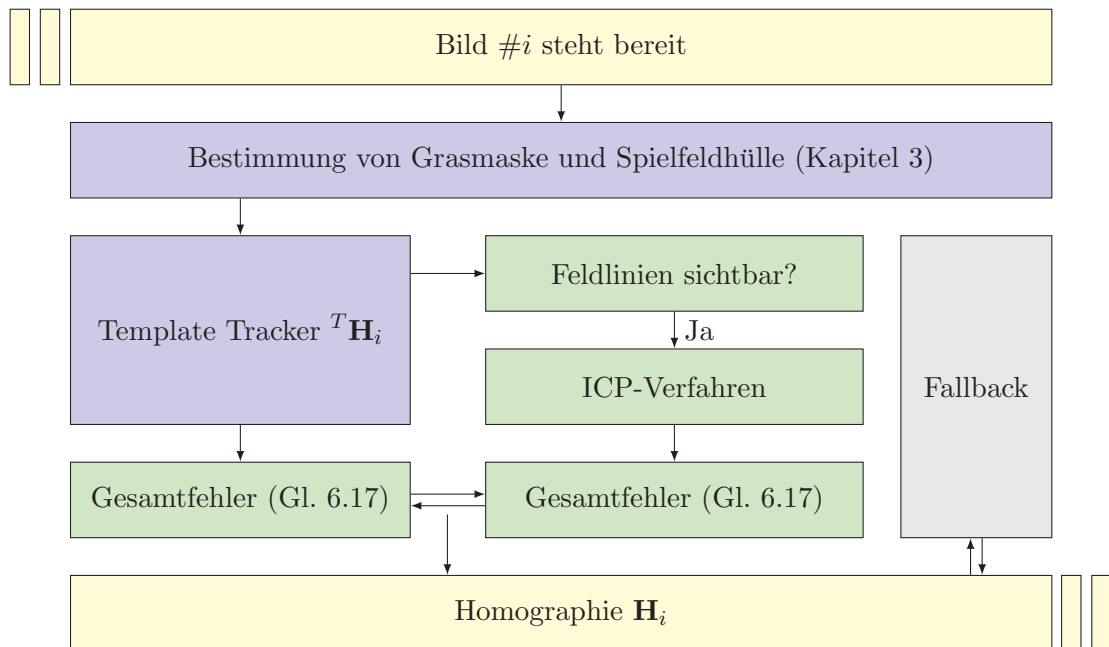 Bild #i steht bereit
Bestimmung von Grasmaske und Spielfeldhülle (Kapitel 3)
Template Tracker ᵀHᵢ
Feldlinien sichtbar?
Ja
ICP-Verfahren
Fallback
Gesamtfehler (Gl. 6.17)
Gesamtfehler (Gl. 6.17)
Homographie Hᵢ